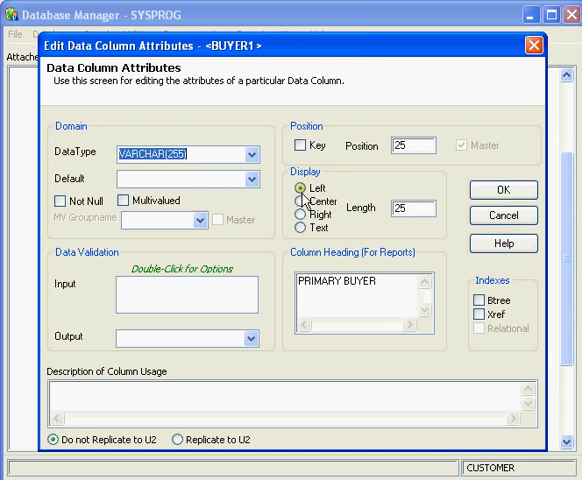 Database Manager - SYSPROG
File
Attache
Edit Data Column Attributes - <BUYER1>
Data Column Attributes
Use this screen for editing the attributes of a particular Data Column.
Domain
DataType VARCHAR(255)
Default
Not Null Multivalued
MV Groupname Master
Position
Key Position 25 Master
Display
Left
Center
Right
Text
Length 25
OK
Cancel
Help
Data Validation
Double-Click for Options
Input
Output
Column Heading (For Reports)
PRIMARY BUYER
Indexes
Btree
Xref
Relational
Description of Column Usage
Do not Replicate to U2 Replicate to U2
CUSTOMER